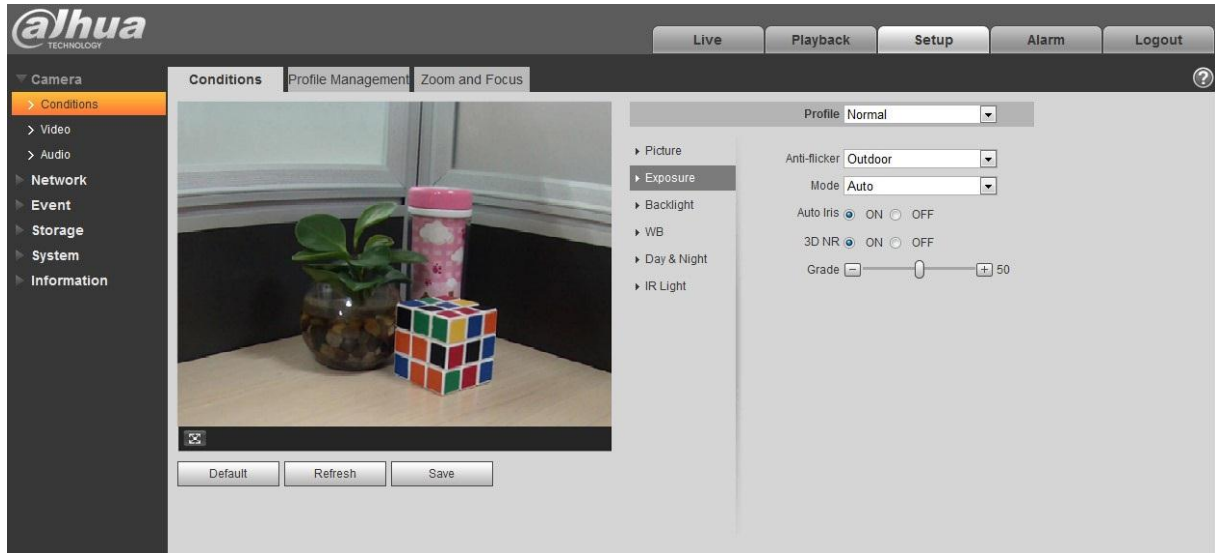 alhua
TECHNOLOGY
Live
Playback
Setup
Alarm
Logout
Camera
Conditions
Video
Audio
Network
Event
Storage
System
Information
Conditions
Profile Management
Zoom and Focus
?
Default
Refresh
Save
Picture
Exposure
Backlight
WB
Day & Night
IR Light
Profile Normal
Anti-flicker Outdoor
Mode Auto
Auto Iris ON OFF
3D NR ON OFF
Grade - + 50